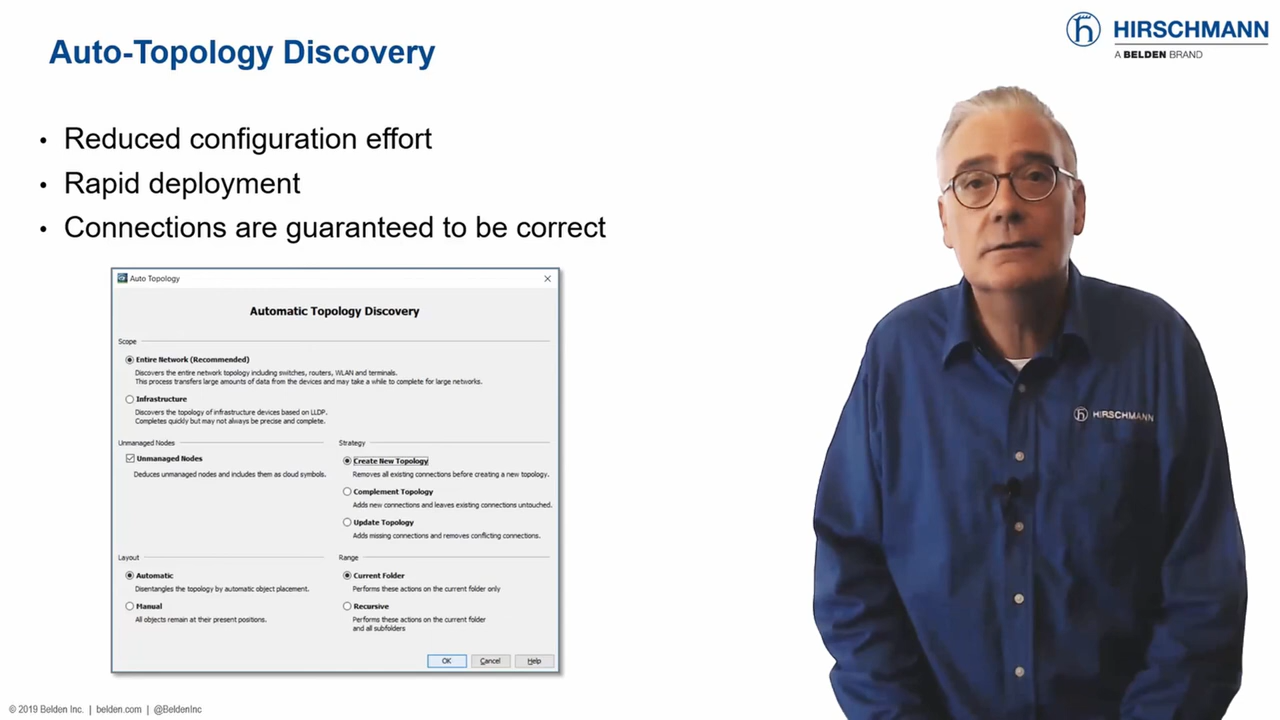 Auto-Topology Discovery
HIRSCHMANN
A BELDEN BRAND
• Reduced configuration effort
• Rapid deployment
• Connections are guaranteed to be correct
Auto Topology
Automatic Topology Discovery
Scope
Entire Network (Recommended)
Discovers the entire network topology including switches, routers, WLAN and terminals.
This process transfers large amounts of data from the devices and may take a while to complete for large networks.
Infrastructure
Discovers the topology of infrastructure devices based on LLDP.
Completes quickly but may not always be precise and complete.
Unmanaged Nodes
Unmanaged Nodes
Deduces unmanaged nodes and includes them as cloud symbols.
Strategy
Create New Topology
Removes all existing connections before creating a new topology.
Complement Topology
Adds new connections and leaves existing connections untouched.
Update Topology
Adds missing connections and removes conflicting connections.
Layout
Automatic
Disentangles the topology by automatic object placement.
Manual
All objects remain at their present positions.
Range
Current Folder
Performs these actions on the current folder only
Recursive
Performs these actions on the current folder
and all subfolders
OK
Cancel
Help
HIRSCHMANN
© 2019 Belden Inc. | belden.com | @BeldenInc